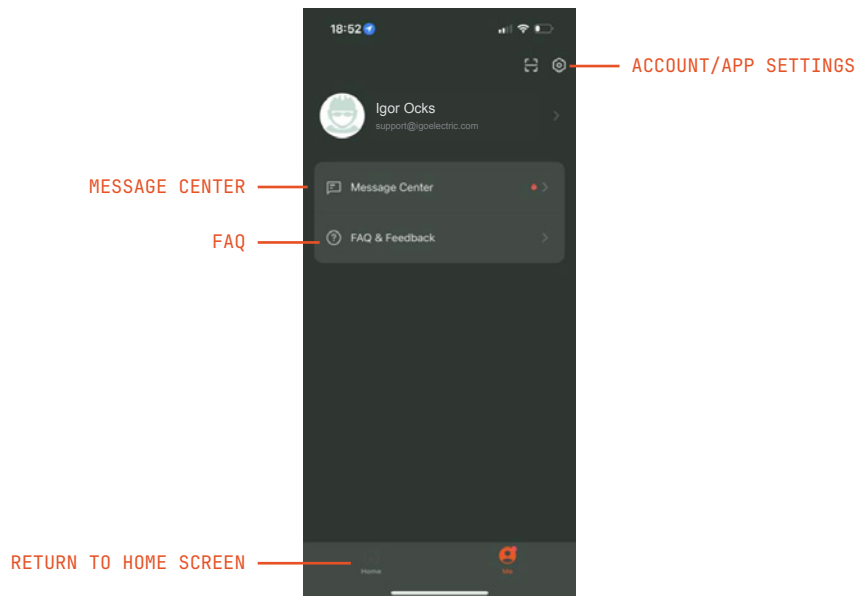 18:52
ACCOUNT/APP SETTINGS
Igor Ocks
support@igoelectric.com
MESSAGE CENTER
Message Center
FAQ
FAQ & Feedback
RETURN TO HOME SCREEN
Home
Me